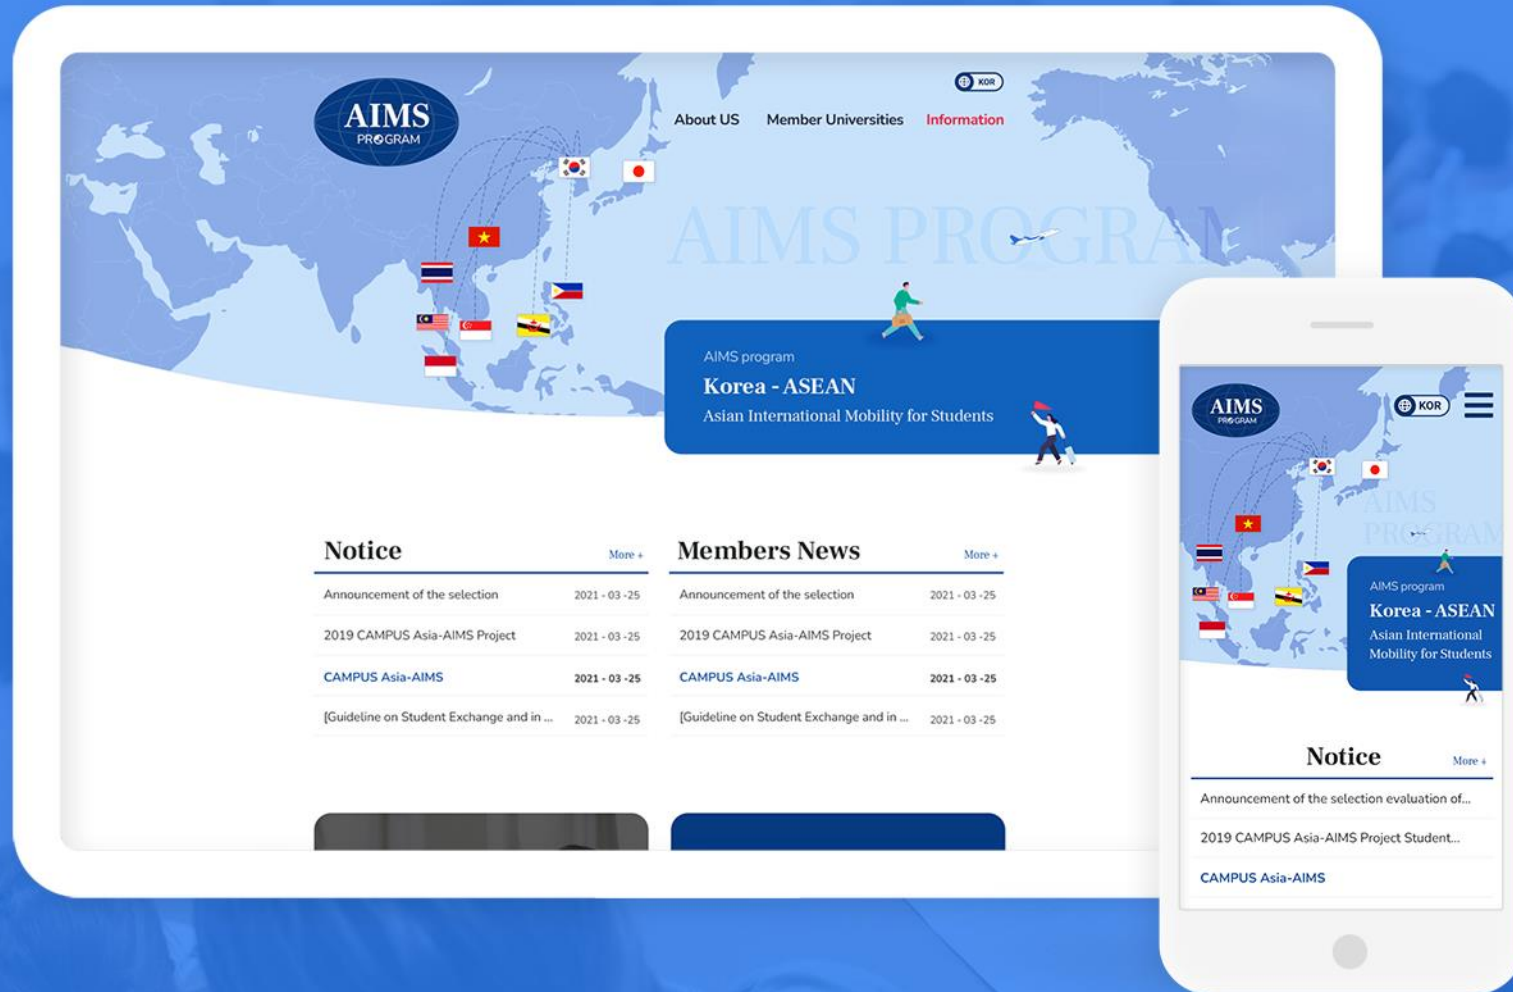 AIMS
PROGRAM
KOR
About US Member Universities Information
AIMS PROGRAM
AIMS program
Korea - ASEAN
Asian International Mobility for Students
Notice More +
Announcement of the selection 2021 - 03 -25
2019 CAMPUS Asia-AIMS Project 2021 - 03 -25
CAMPUS Asia-AIMS 2021 - 03 -25
[Guideline on Student Exchange and in ... 2021 - 03 -25
Members News More +
Announcement of the selection 2021 - 03 -25
2019 CAMPUS Asia-AIMS Project 2021 - 03 -25
CAMPUS Asia-AIMS 2021 - 03 -25
[Guideline on Student Exchange and in ... 2021 - 03 -25
AIMS
PROGRAM
KOR
AIMS
PROGRAM
AIMS program
Korea - ASEAN
Asian International
Mobility for Students
Notice More +
Announcement of the selection evaluation of...
2019 CAMPUS Asia-AIMS Project Student...
CAMPUS Asia-AIMS